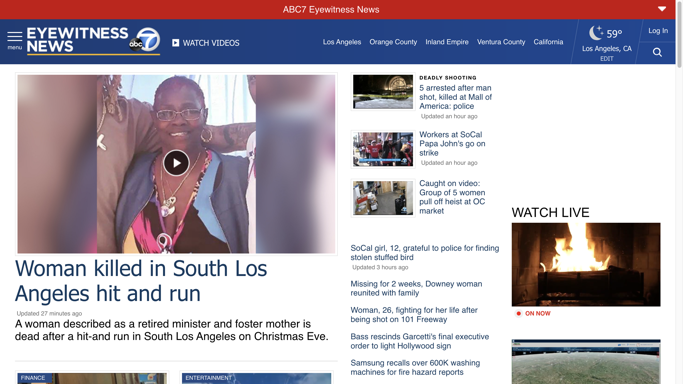 ABC7 Eyewitness News
menu
EYEWITNESS
NEWS
abc
7
WATCH VIDEOS
Los Angeles
Orange County
Inland Empire
Ventura County
California
59°
Los Angeles, CA
EDIT
Log In
Woman killed in South Los
Angeles hit and run
Updated 27 minutes ago
A woman described as a retired minister and foster mother is
dead after a hit-and run in South Los Angeles on Christmas Eve.
FINANCE
ENTERTAINMENT
DEADLY SHOOTING
5 arrested after man
shot, killed at Mall of
America: police
Updated an hour ago
Workers at SoCal
Papa John's go on
strike
Updated an hour ago
Caught on video:
Group of 5 women
pull off heist at OC
market
SoCal girl, 12, grateful to police for finding
stolen stuffed bird
Updated 3 hours ago
Missing for 2 weeks, Downey woman
reunited with family
Woman, 26, fighting for her life after
being shot on 101 Freeway
Bass rescinds Garcetti's final executive
order to light Hollywood sign
Samsung recalls over 600K washing
machines for fire hazard reports
WATCH LIVE
ON NOW